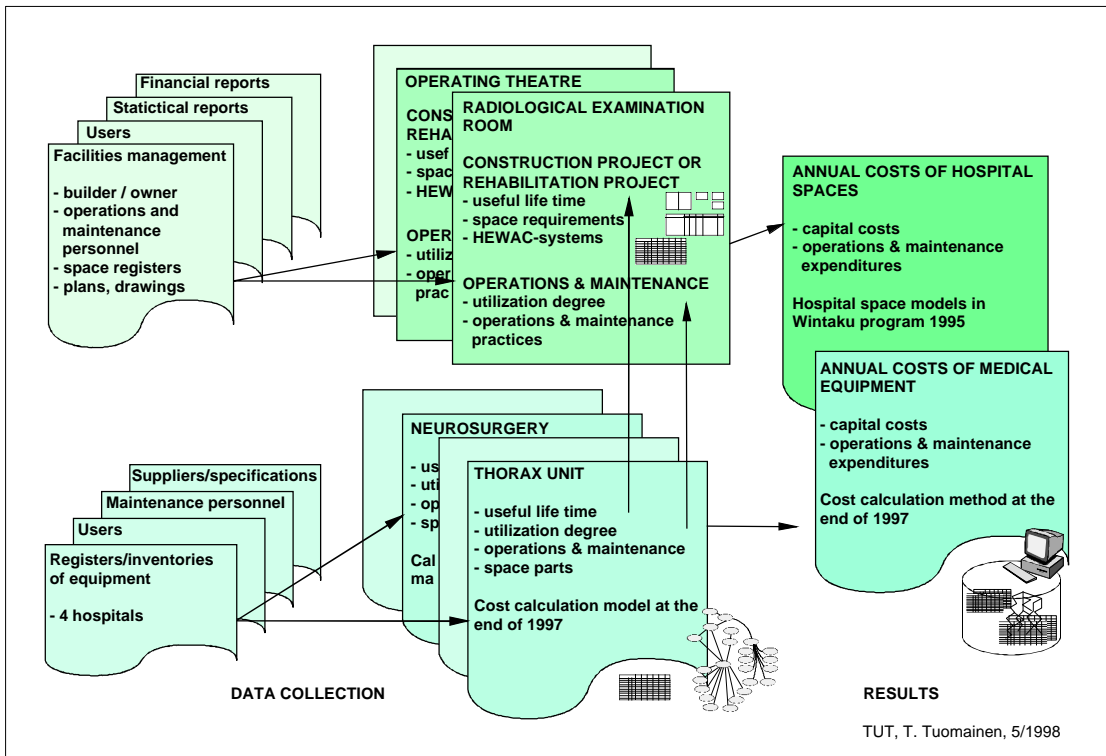 Financial reports
Statictical reports
Users
Facilities management
- builder / owner
- operations and
maintenance
personnel
- space registers
- plans, drawings
OPERATING THEATRE
CONS
REHA
- usef
- spac
- HEW
OPER
- utiliz
- oper
prac
RADIOLOGICAL EXAMINATION
ROOM
CONSTRUCTION PROJECT OR
REHABILITATION PROJECT
- useful life time
- space requirements
- HEWAC-systems
OPERATIONS & MAINTENANCE
- utilization degree
- operations & maintenance
practices
ANNUAL COSTS OF HOSPITAL
SPACES
- capital costs
- operations & maintenance
expenditures
Hospital space models in
Wintaku program 1995
ANNUAL COSTS OF MEDICAL
EQUIPMENT
- capital costs
- operations & maintenance
expenditures
Cost calculation method at the
end of 1997
Suppliers/specifications
Maintenance personnel
Users
Registers/inventories
of equipment
- 4 hospitals
NEUROSURGERY
- us
- uti
- op
- sp
Cal
ma
THORAX UNIT
- useful life time
- utilization degree
- operations & maintenance
- space parts
Cost calculation model at the
end of 1997
DATA COLLECTION
RESULTS
TUT, T. Tuomainen, 5/1998